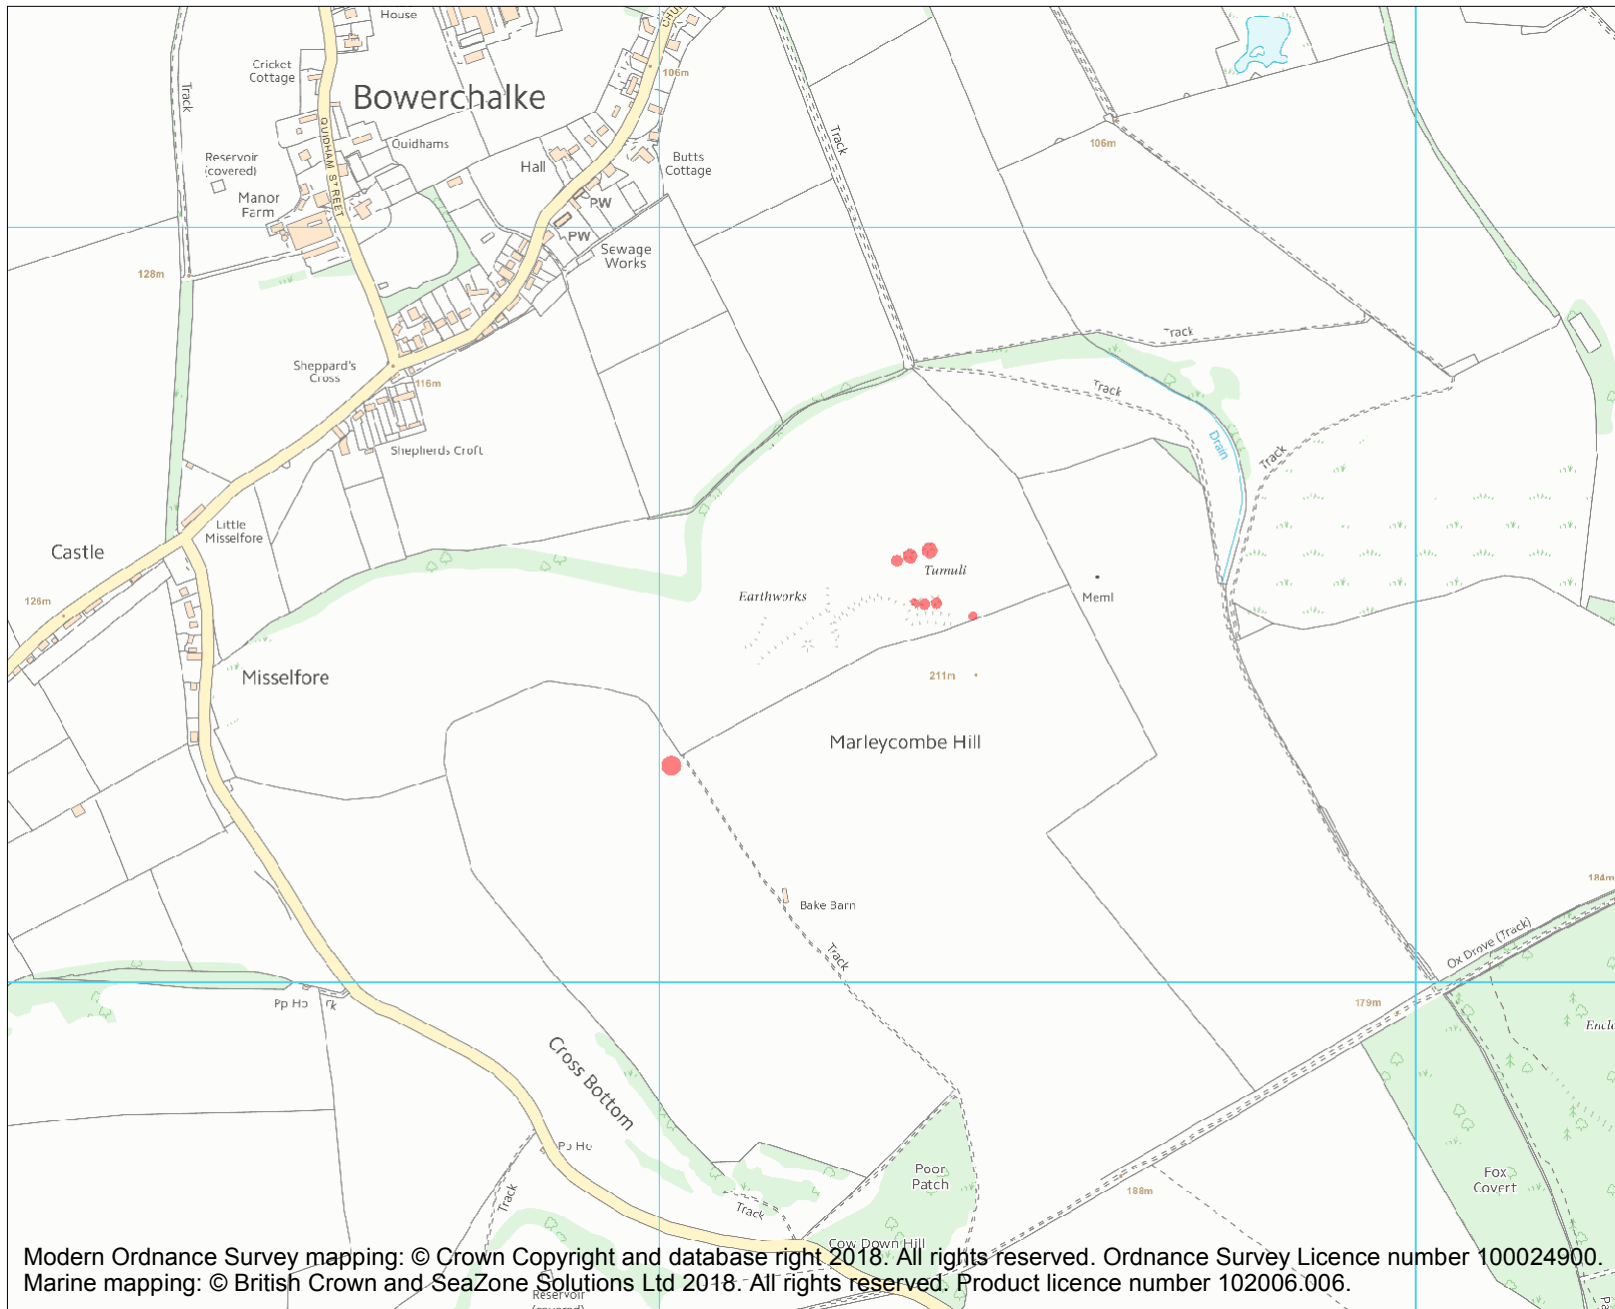 House
CHU
Track
Cricket
Cottage
106m
Bowerchalke
QUIDHAM STREET
Quidhams
Track
106m
Reservoir
(covered)
Hall
Butts
Cottage
Manor
Farm
PW
PW
Sewage
Works
128m
Track
Sheppard's
Cross
116m
Track
Drain
Track
Shepherds Croft
Little
Misselfore
Castle
Tumuli
Earthworks
Meml
126m
Misselfore
211m
Marleycombe Hill
184m
Bake Barn
Ox Drove (Track)
Track
Pp Ho
Tk
179m
Cross Bottom
Pp Ho
Poor
Patch
Fox
Covert
188m
Track
Track
Cow Down Hill
Modern Ordnance Survey mapping: © Crown Copyright and database right 2018. All rights reserved. Ordnance Survey Licence number 100024900.
Marine mapping: © British Crown and SeaZone Solutions Ltd 2018. All rights reserved. Product licence number 102006.006.
Reservoir
(covered)